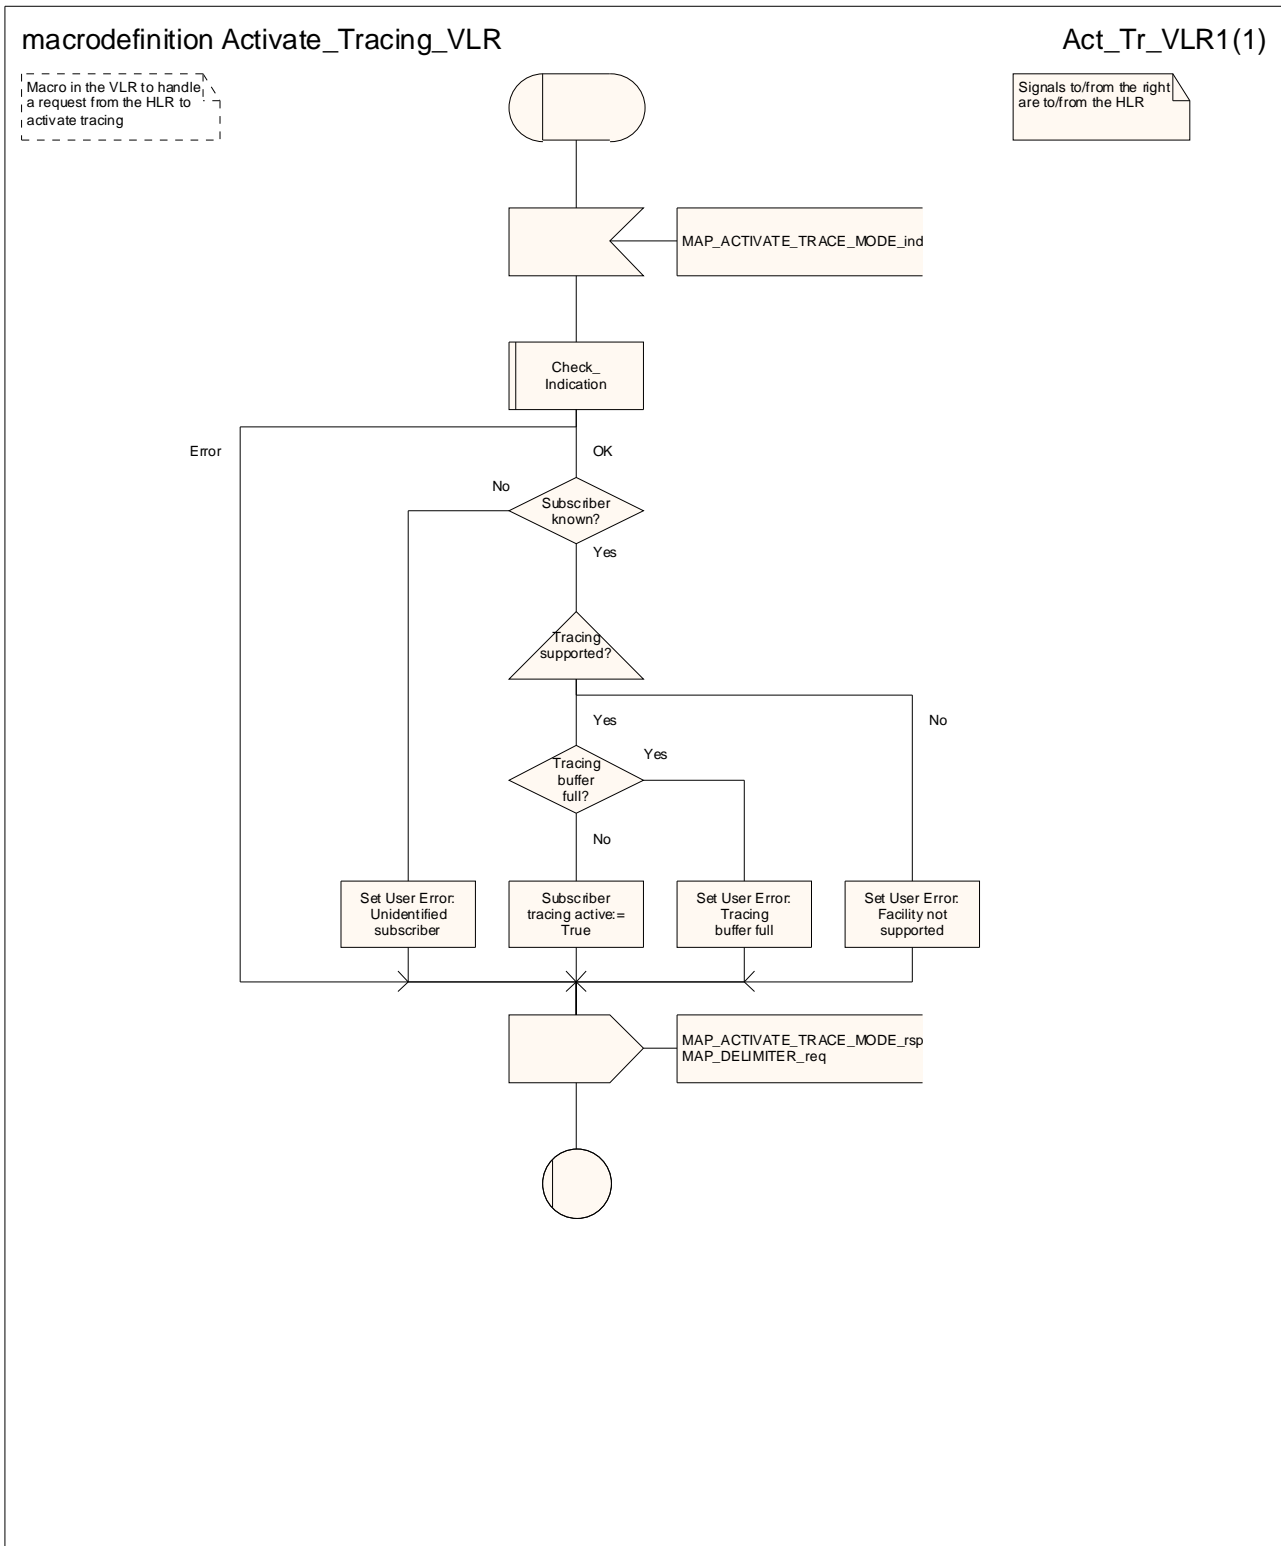 macrodefinition Activate_Tracing_VLR
Act_Tr_VLR1(1)
Macro in the VLR to handle
a request from the HLR to
activate tracing
Signals to/from the right
are to/from the HLR
MAP_ACTIVATE_TRACE_MODE_ind
Check_
Indication
Error
OK
No
Subscriber
known?
Yes
Tracing
supported?
Yes
No
Yes
Tracing
buffer
full?
No
Set User Error:
Unidentified
subscriber
Subscriber
tracing active:=
True
Set User Error:
Tracing
buffer full
Set User Error:
Facility not
supported
MAP_ACTIVATE_TRACE_MODE_rsp
MAP_DELIMITER_req